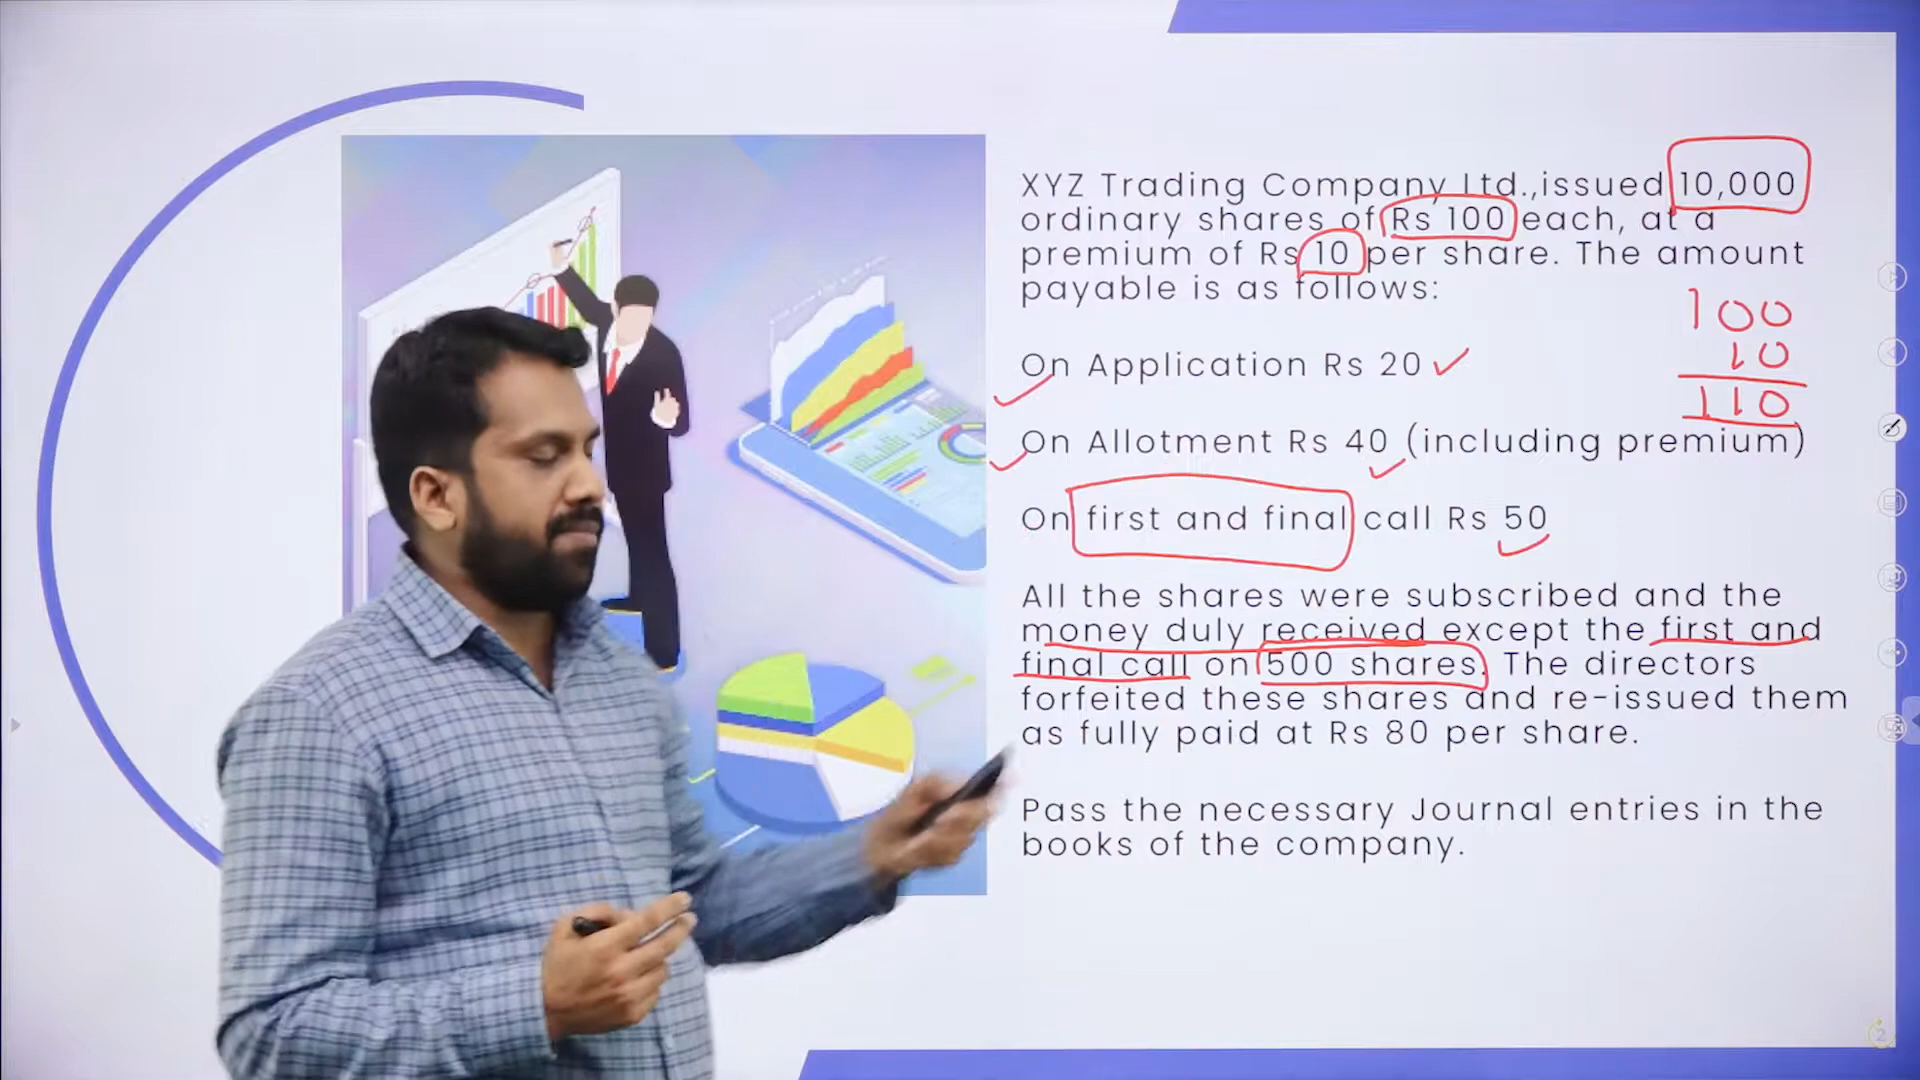 XYZ Trading Company Ltd.,issued 10,000
ordinary shares of Rs 100 each, at a
premium of Rs 10 per share. The amount
payable is as follows:
100
10
110
On Application Rs 20
On Allotment Rs 40 (including premium)
On first and final call Rs 50
All the shares were subscribed and the
money duly received except the first and
final call on 500 shares. The directors
forfeited these shares and re-issued them
as fully paid at Rs 80 per share.
Pass the necessary Journal entries in the
books of the company.
2